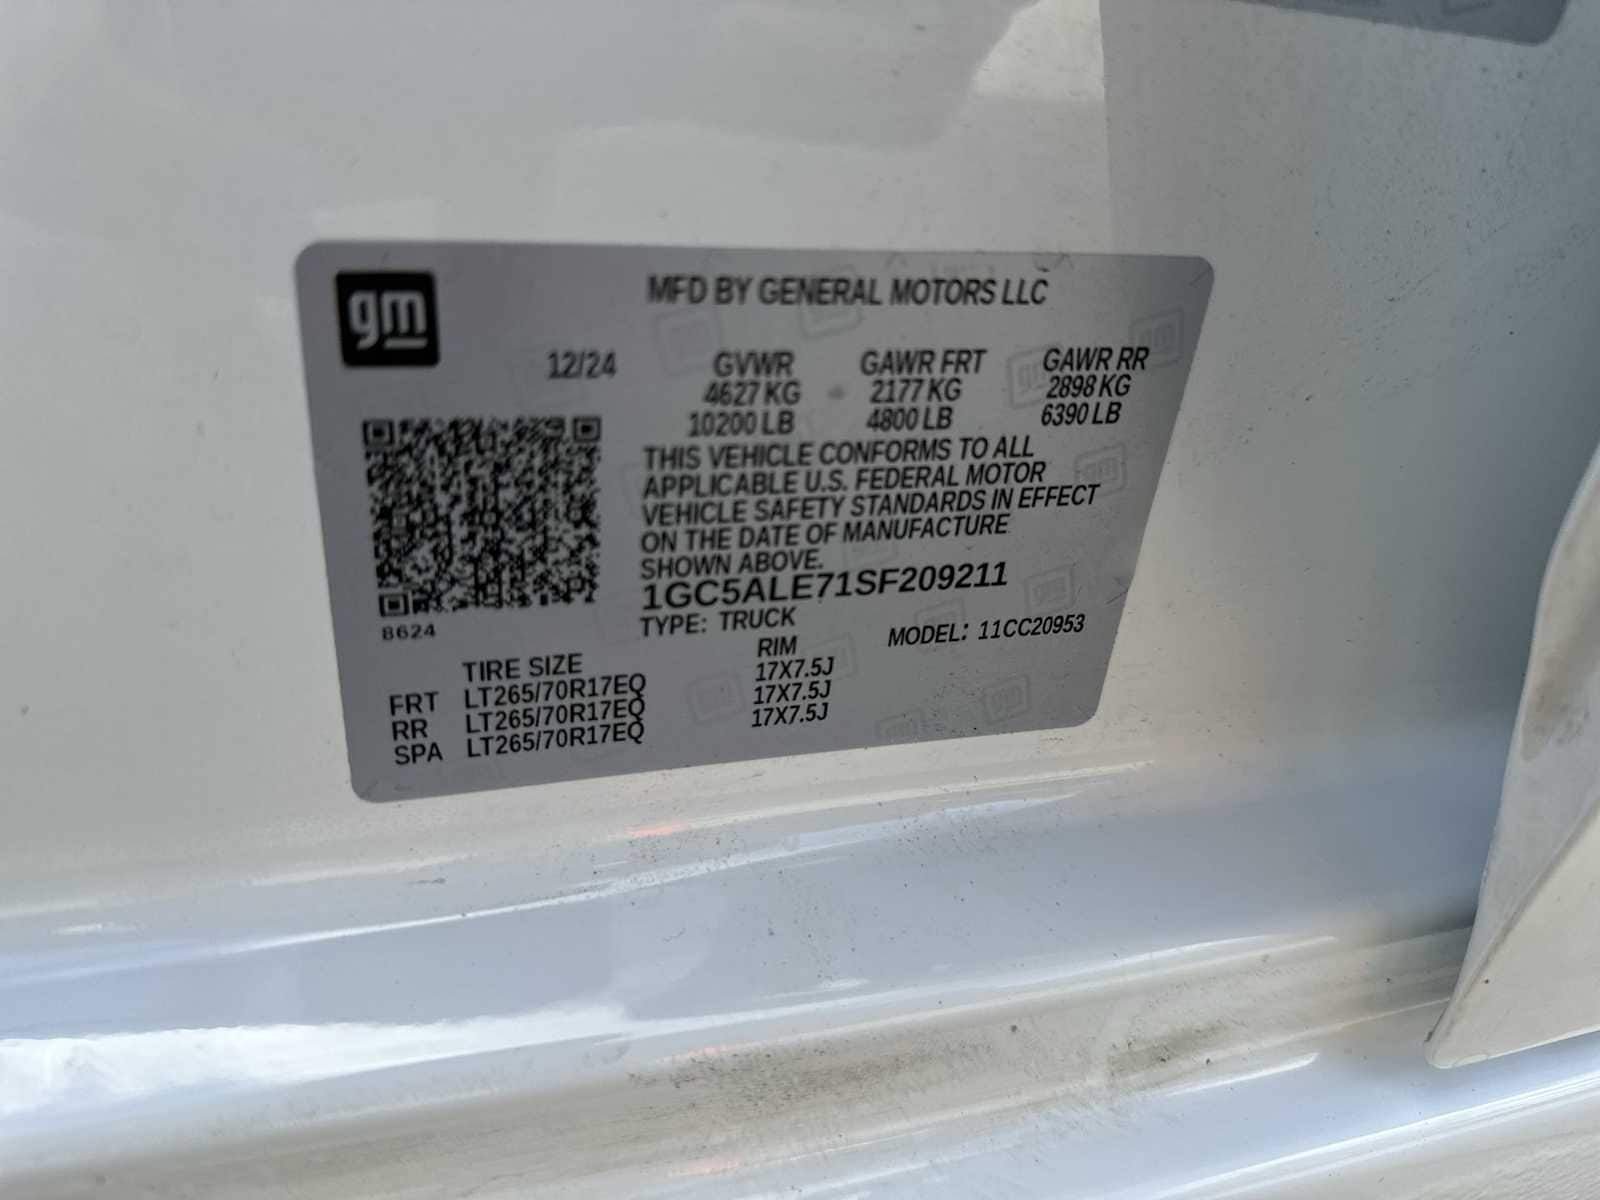 gm
MFD BY GENERAL MOTORS LLC
12/24 GVWR GAWR FRT GAWR RR
4627 KG 2177 KG 2898 KG
10200 LB 4800 LB 6390 LB
THIS VEHICLE CONFORMS TO ALL
APPLICABLE U.S. FEDERAL MOTOR
VEHICLE SAFETY STANDARDS IN EFFECT
ON THE DATE OF MANUFACTURE
SHOWN ABOVE.
1GC5ALE71SF209211
TYPE: TRUCK MODEL: 11CC20953
8624
TIRE SIZE RIM
FRT LT265/70R17EQ 17X7.5J
RR LT265/70R17EQ 17X7.5J
SPA LT265/70R17EQ 17X7.5J